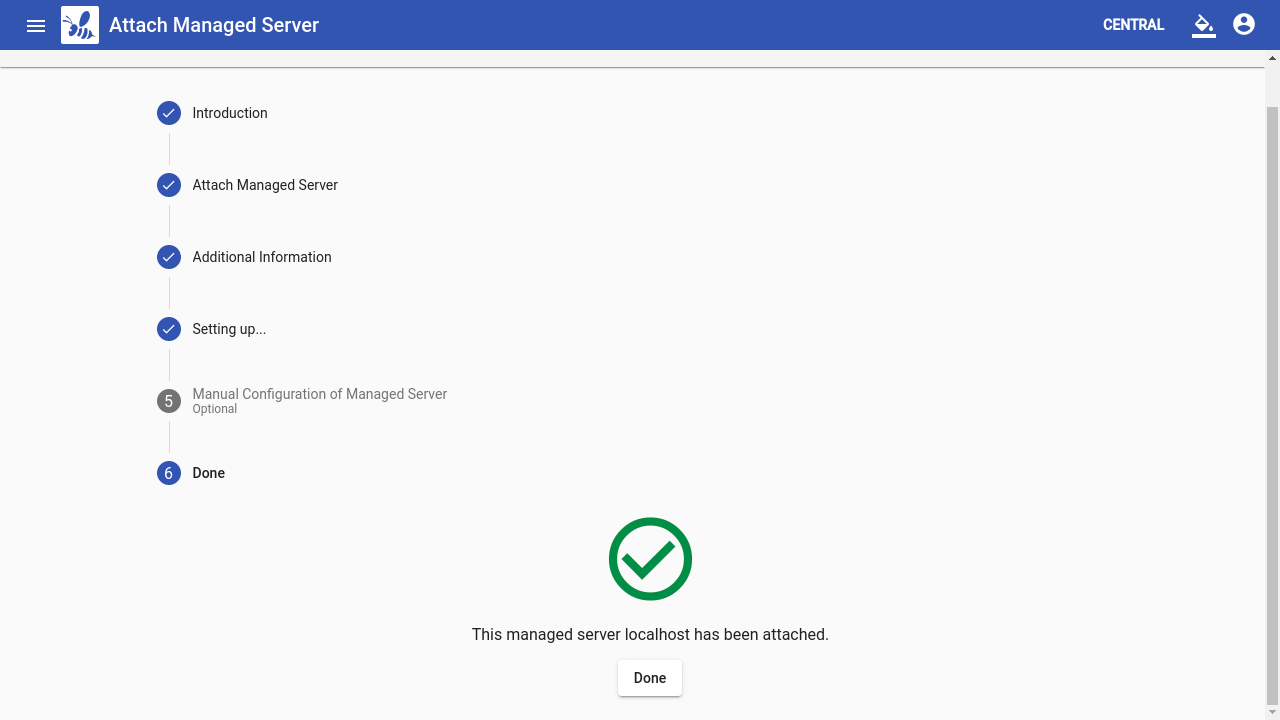 Attach Managed Server
CENTRAL
Introduction
Attach Managed Server
Additional Information
Setting up...
5
Manual Configuration of Managed Server
Optional
6
Done
This managed server localhost has been attached.
Done